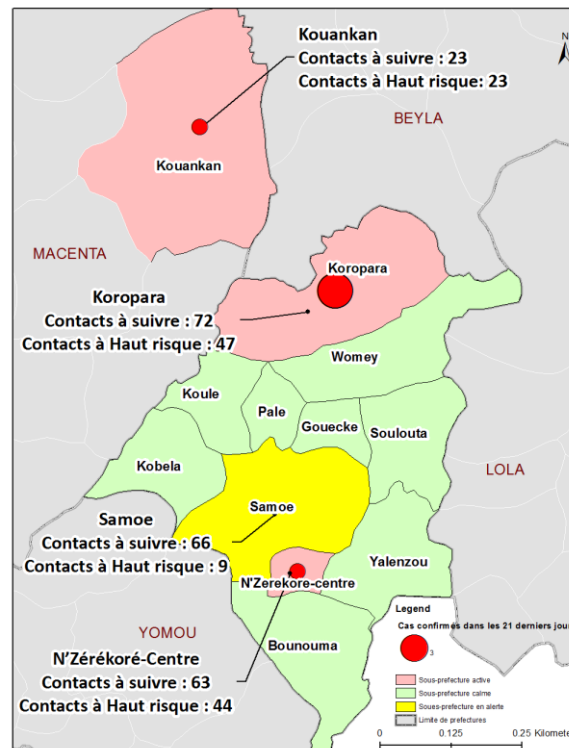 Kouankan
Contacts à suivre : 23
Contacts à Haut risque: 23
N
BEYLA
Kouankan
MACENTA
Koropara
Koropara
Contacts à suivre : 72
Contacts à Haut risque : 47
Womey
Koule
Pale
Gouecke
Soulouta
Kobela
LOLA
Samoe
Samoe
Contacts à suivre : 66
Contacts à Haut risque : 9
Yalenzou
N'Zerekore-centre
YOMOU
Bounouma
N'Zérékoré-Centre
Contacts à suivre : 63
Contacts à Haut risque : 44
Legend
Cas confirmés dans les 21 derniers jour
3
Sous-prefecture active
Sous-prefecture calme
Soues-prefecture en alerte
Limite de prefectures
0 0.125 0.25 Kilomete